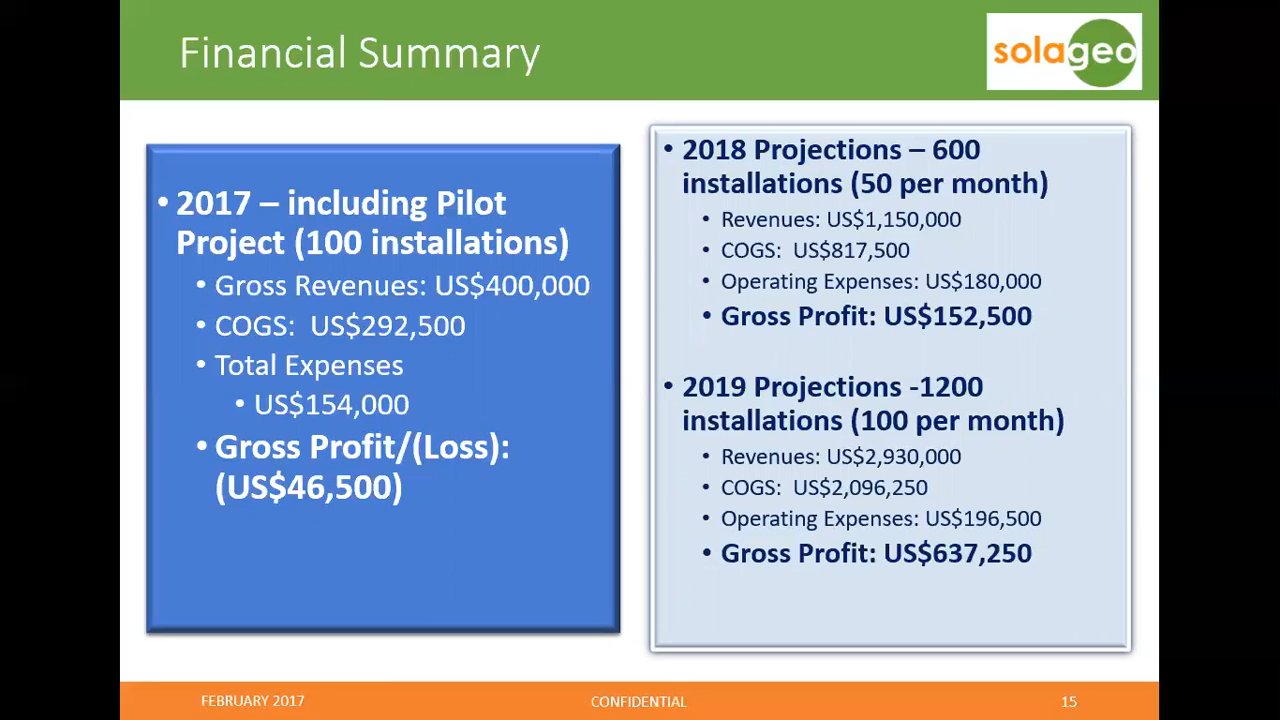 Financial Summary
solageo
• 2017 – including Pilot
Project (100 installations)
• Gross Revenues: US$400,000
• COGS:  US$292,500
• Total Expenses
• US$154,000
• Gross Profit/(Loss):
(US$46,500)
• 2018 Projections – 600
installations (50 per month)
• Revenues: US$1,150,000
• COGS:  US$817,500
• Operating Expenses: US$180,000
• Gross Profit: US$152,500
• 2019 Projections -1200
installations (100 per month)
• Revenues: US$2,930,000
• COGS:  US$2,096,250
• Operating Expenses: US$196,500
• Gross Profit: US$637,250
FEBRUARY 2017
CONFIDENTIAL
15